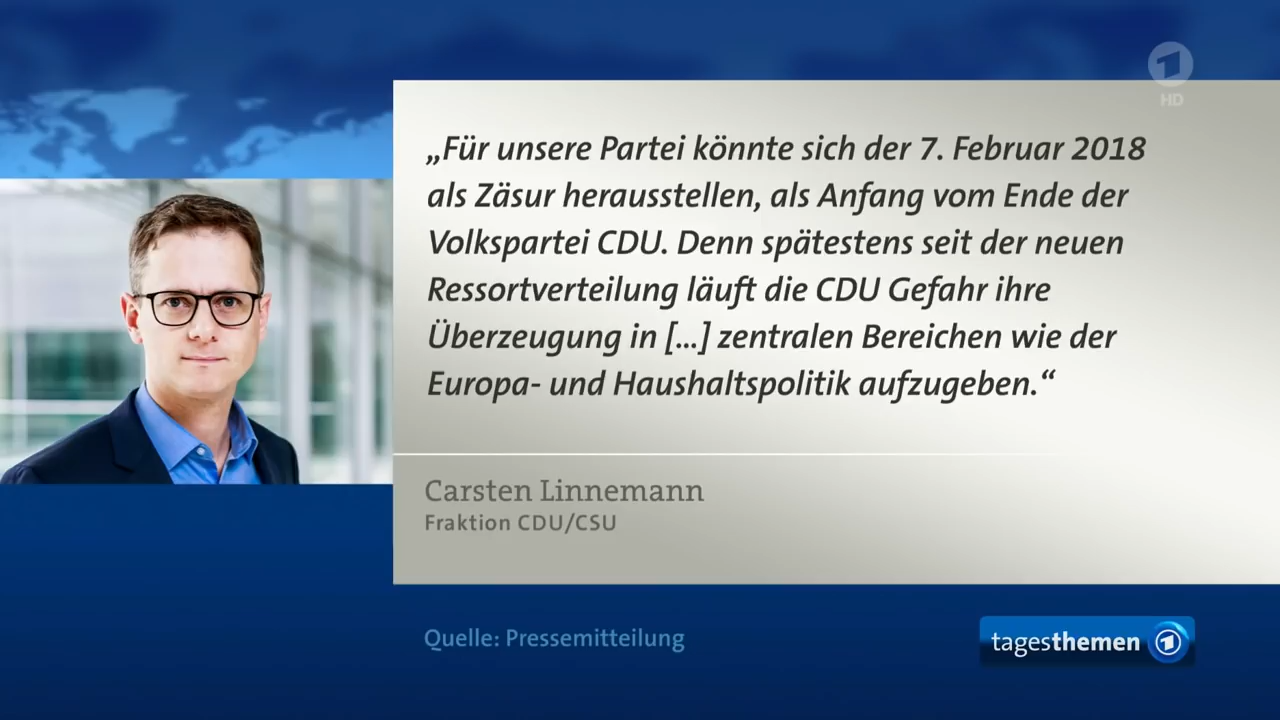 1
HD
„Für unsere Partei könnte sich der 7. Februar 2018
als Zäsur herausstellen, als Anfang vom Ende der
Volkspartei CDU. Denn spätestens seit der neuen
Ressortverteilung läuft die CDU Gefahr ihre
Überzeugung in [...] zentralen Bereichen wie der
Europa- und Haushaltspolitik aufzugeben.“
Carsten Linnemann
Fraktion CDU/CSU
Quelle: Pressemitteilung
tagesthemen 1